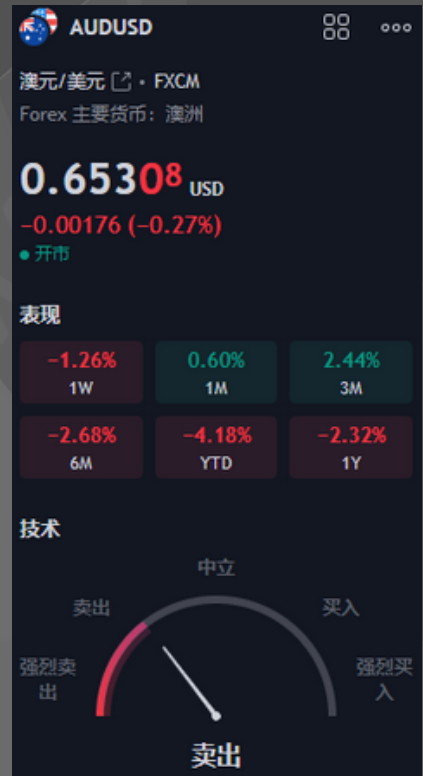 AUDUSD
澳元/美元 · FXCM
Forex 主要货币：澳洲
0.65308 USD
−0.00176 (−0.27%)
开市
表现
−1.26% 0.60% 2.44%
1W 1M 3M
−2.68% −4.18% −2.32%
6M YTD 1Y
技术
中立
卖出 买入
强烈卖 强烈买
出 入
卖出